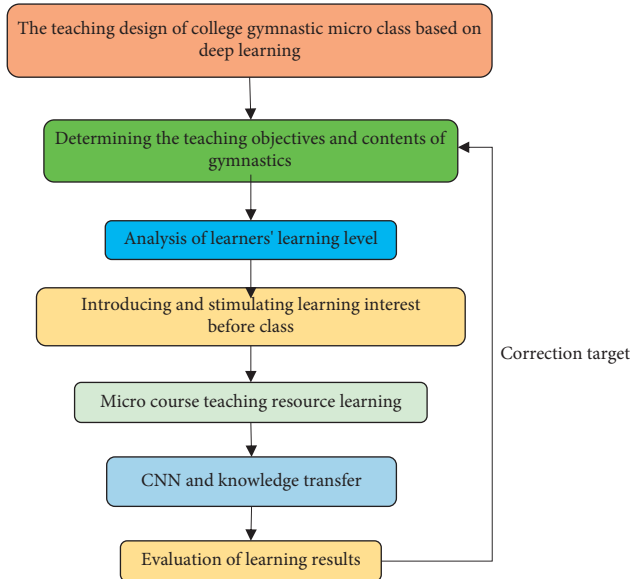 The teaching design of college gymnastic micro class based on
deep learning
Determining the teaching objectives and contents of
gymnastics
Analysis of learners' learning level
Introducing and stimulating learning interest
before class
Correction target
Micro course teaching resource learning
CNN and knowledge transfer
Evaluation of learning results